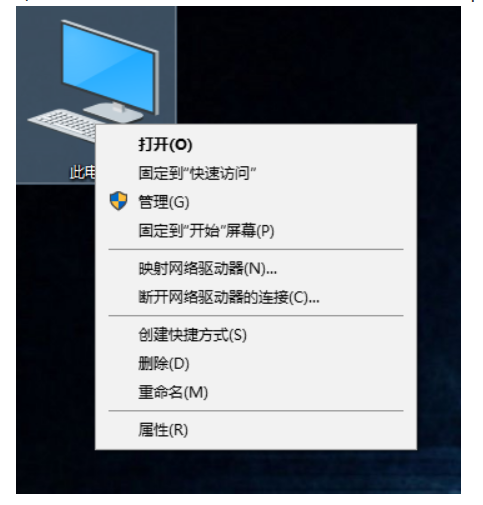 此电
打开(O)
固定到"快速访问"
管理(G)
固定到"开始"屏幕(P)
映射网络驱动器(N)...
断开网络驱动器的连接(C)...
创建快捷方式(S)
删除(D)
重命名(M)
属性(R)